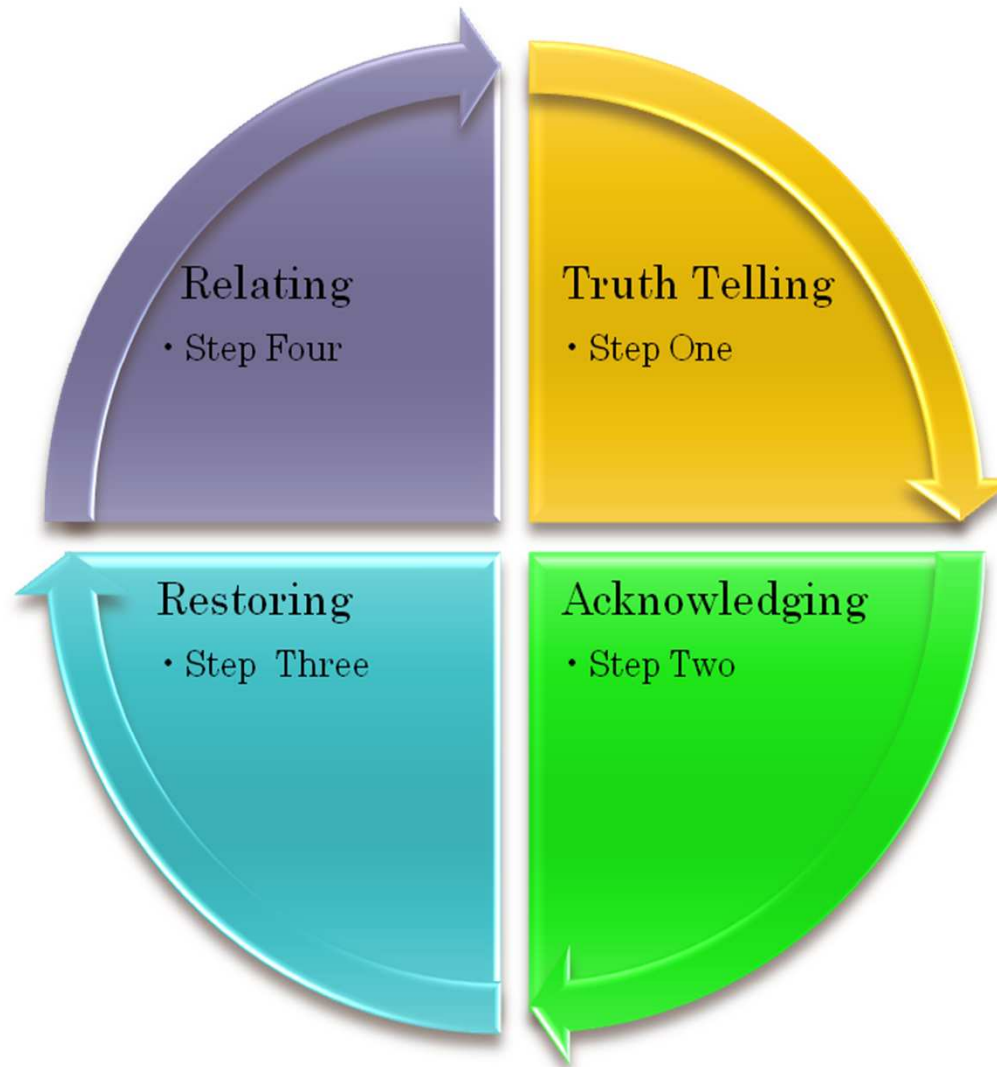 Relating
• Step Four
Truth Telling
• Step One
Restoring
• Step  Three
Acknowledging
• Step Two